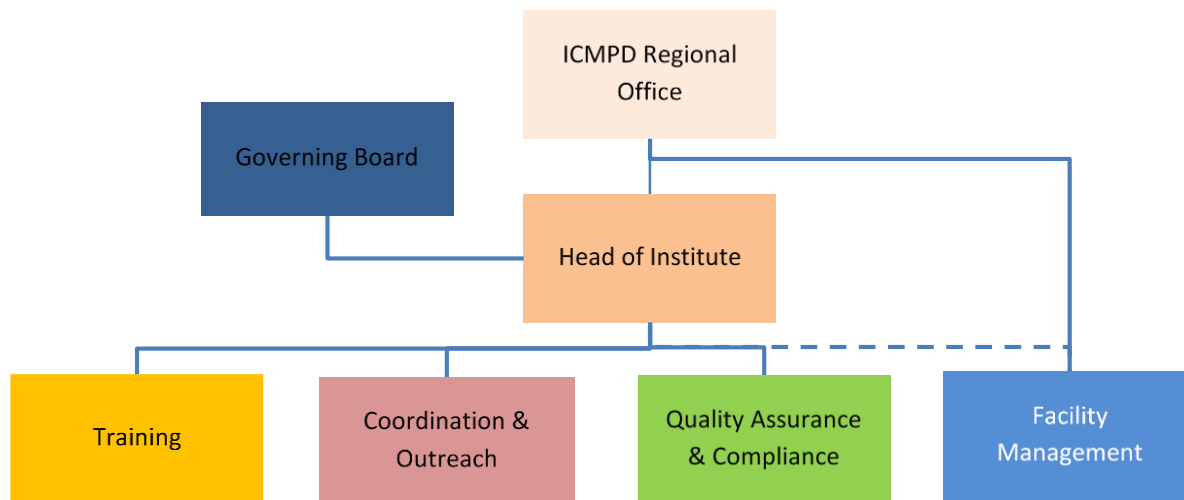 ICMPD Regional
Office
Governing Board
Head of Institute
Training
Coordination &
Outreach
Quality Assurance
& Compliance
Facility
Management